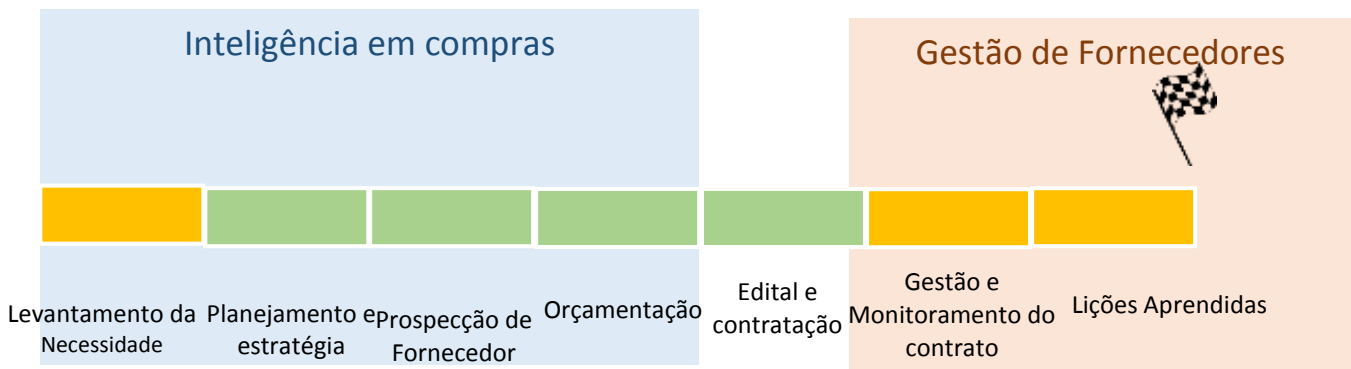 Inteligência em compras
Gestão de Fornecedores
Levantamento da
Necessidade
Planejamento e
estratégia
Prospecção de
Fornecedor
Orçamentação
Edital e
contratação
Gestão e
Monitoramento do
contrato
Lições Aprendidas